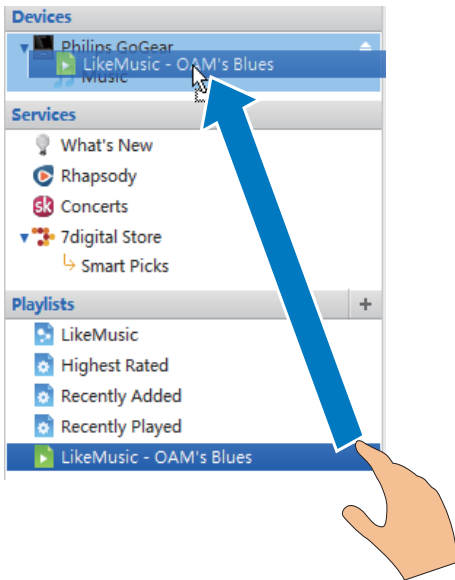 Devices
Philips GoGear
LikeMusic - OAM's Blues
Music
Services
What's New
Rhapsody
sk Concerts
7digital Store
Smart Picks
Playlists +
LikeMusic
Highest Rated
Recently Added
Recently Played
LikeMusic - OAM's Blues